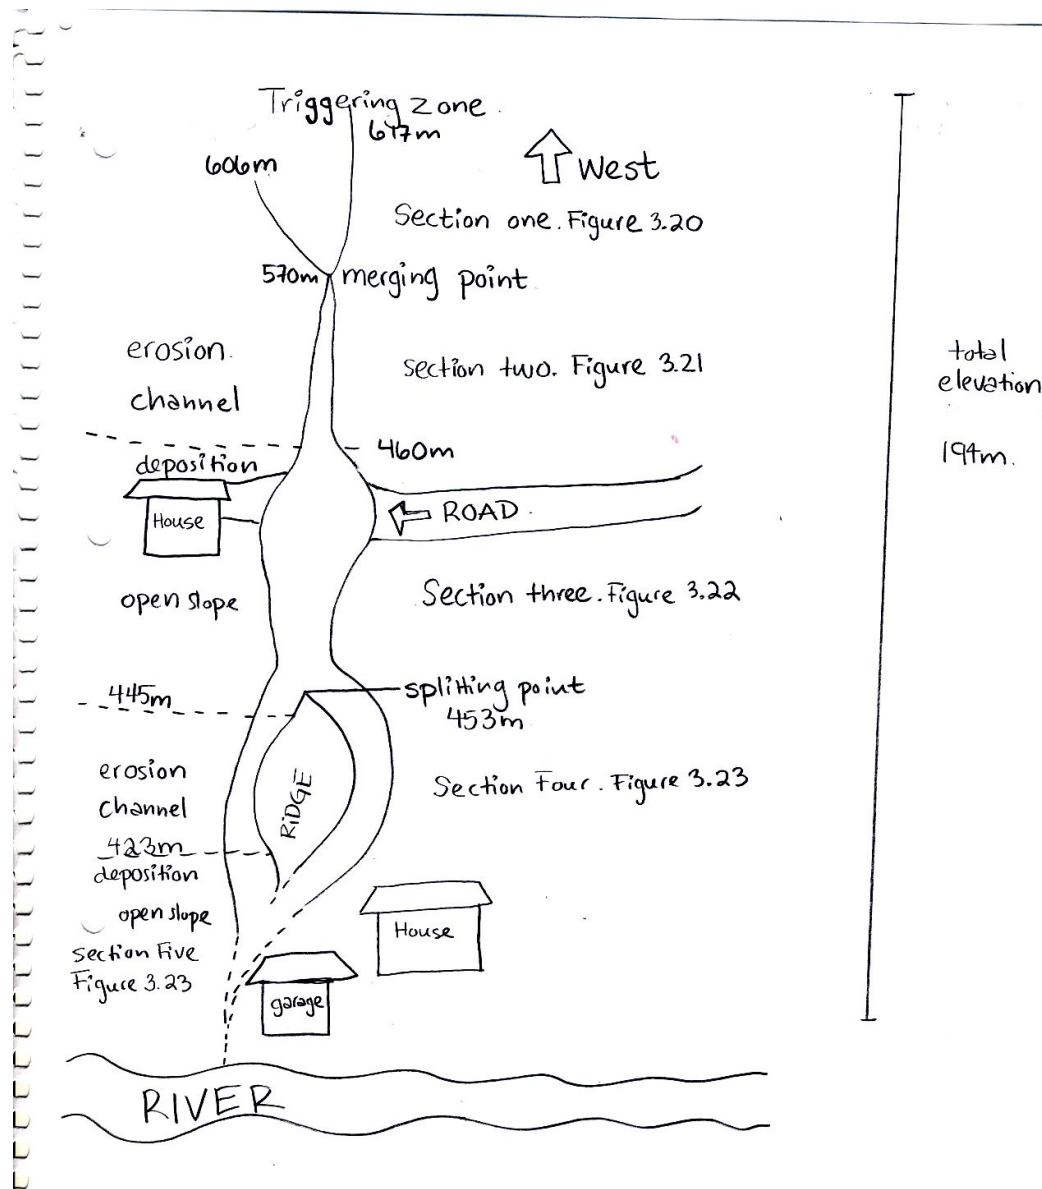 Triggering zone.
617m
606m
West
Section one. Figure 3.20
570m merging point
erosion.
channel
section two. Figure 3.21
total
elevation
194m.
460m
deposition
House
ROAD.
open slope
Section three. Figure 3.22
445m
splitting point
453m
erosion
channel
RIDGE
Section Four. Figure 3.23
423m
deposition
open slope
House
section Five
Figure 3.23
garage
RIVER